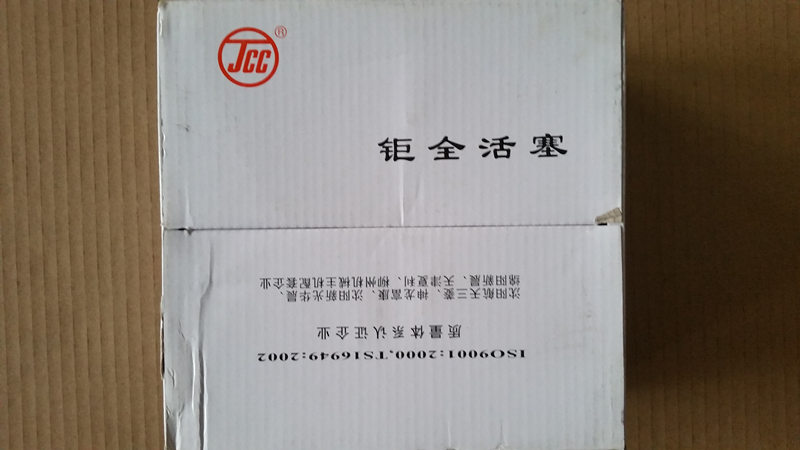 JCC®
钜全活塞
ISO9001:2000,TS16949:2002
质量体系认证企业
沈阳航天三菱、神龙富康、沈阳新光华晨、
绵阳新晨、天津夏利、柳州机械主机配套企业